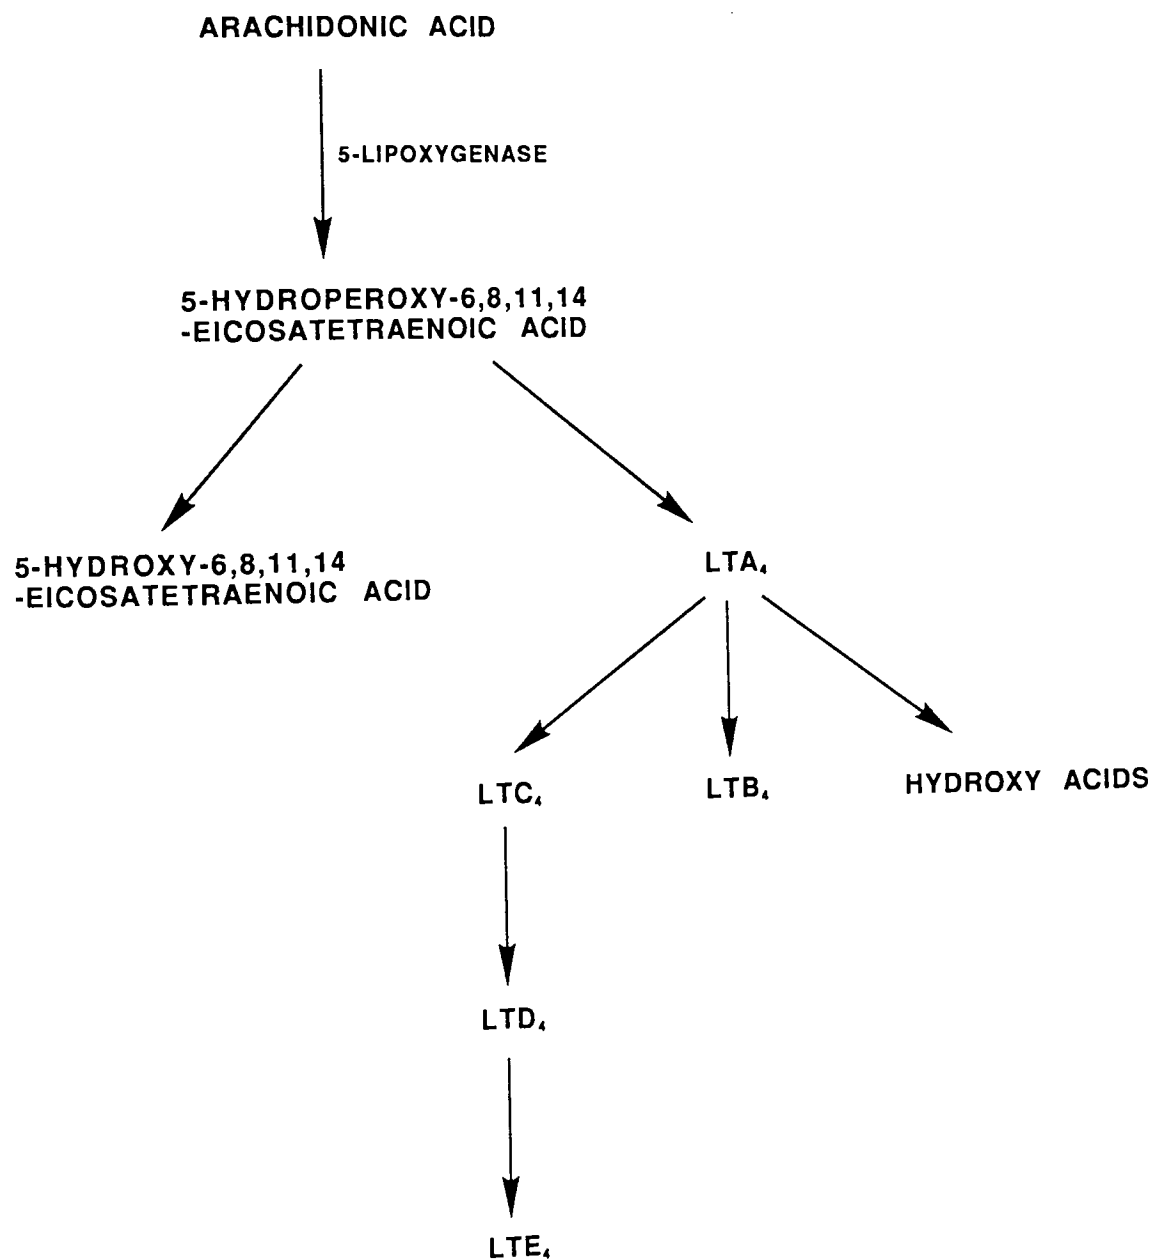 ARACHIDONIC ACID
5-LIPOXYGENASE
5-HYDROPEROXY-6,8,11,14
-EICOSATETRAENOIC ACID
5-HYDROXY-6,8,11,14
-EICOSATETRAENOIC ACID
LTA₄
LTC₄
LTB₄
HYDROXY ACIDS
LTD₄
LTE₄